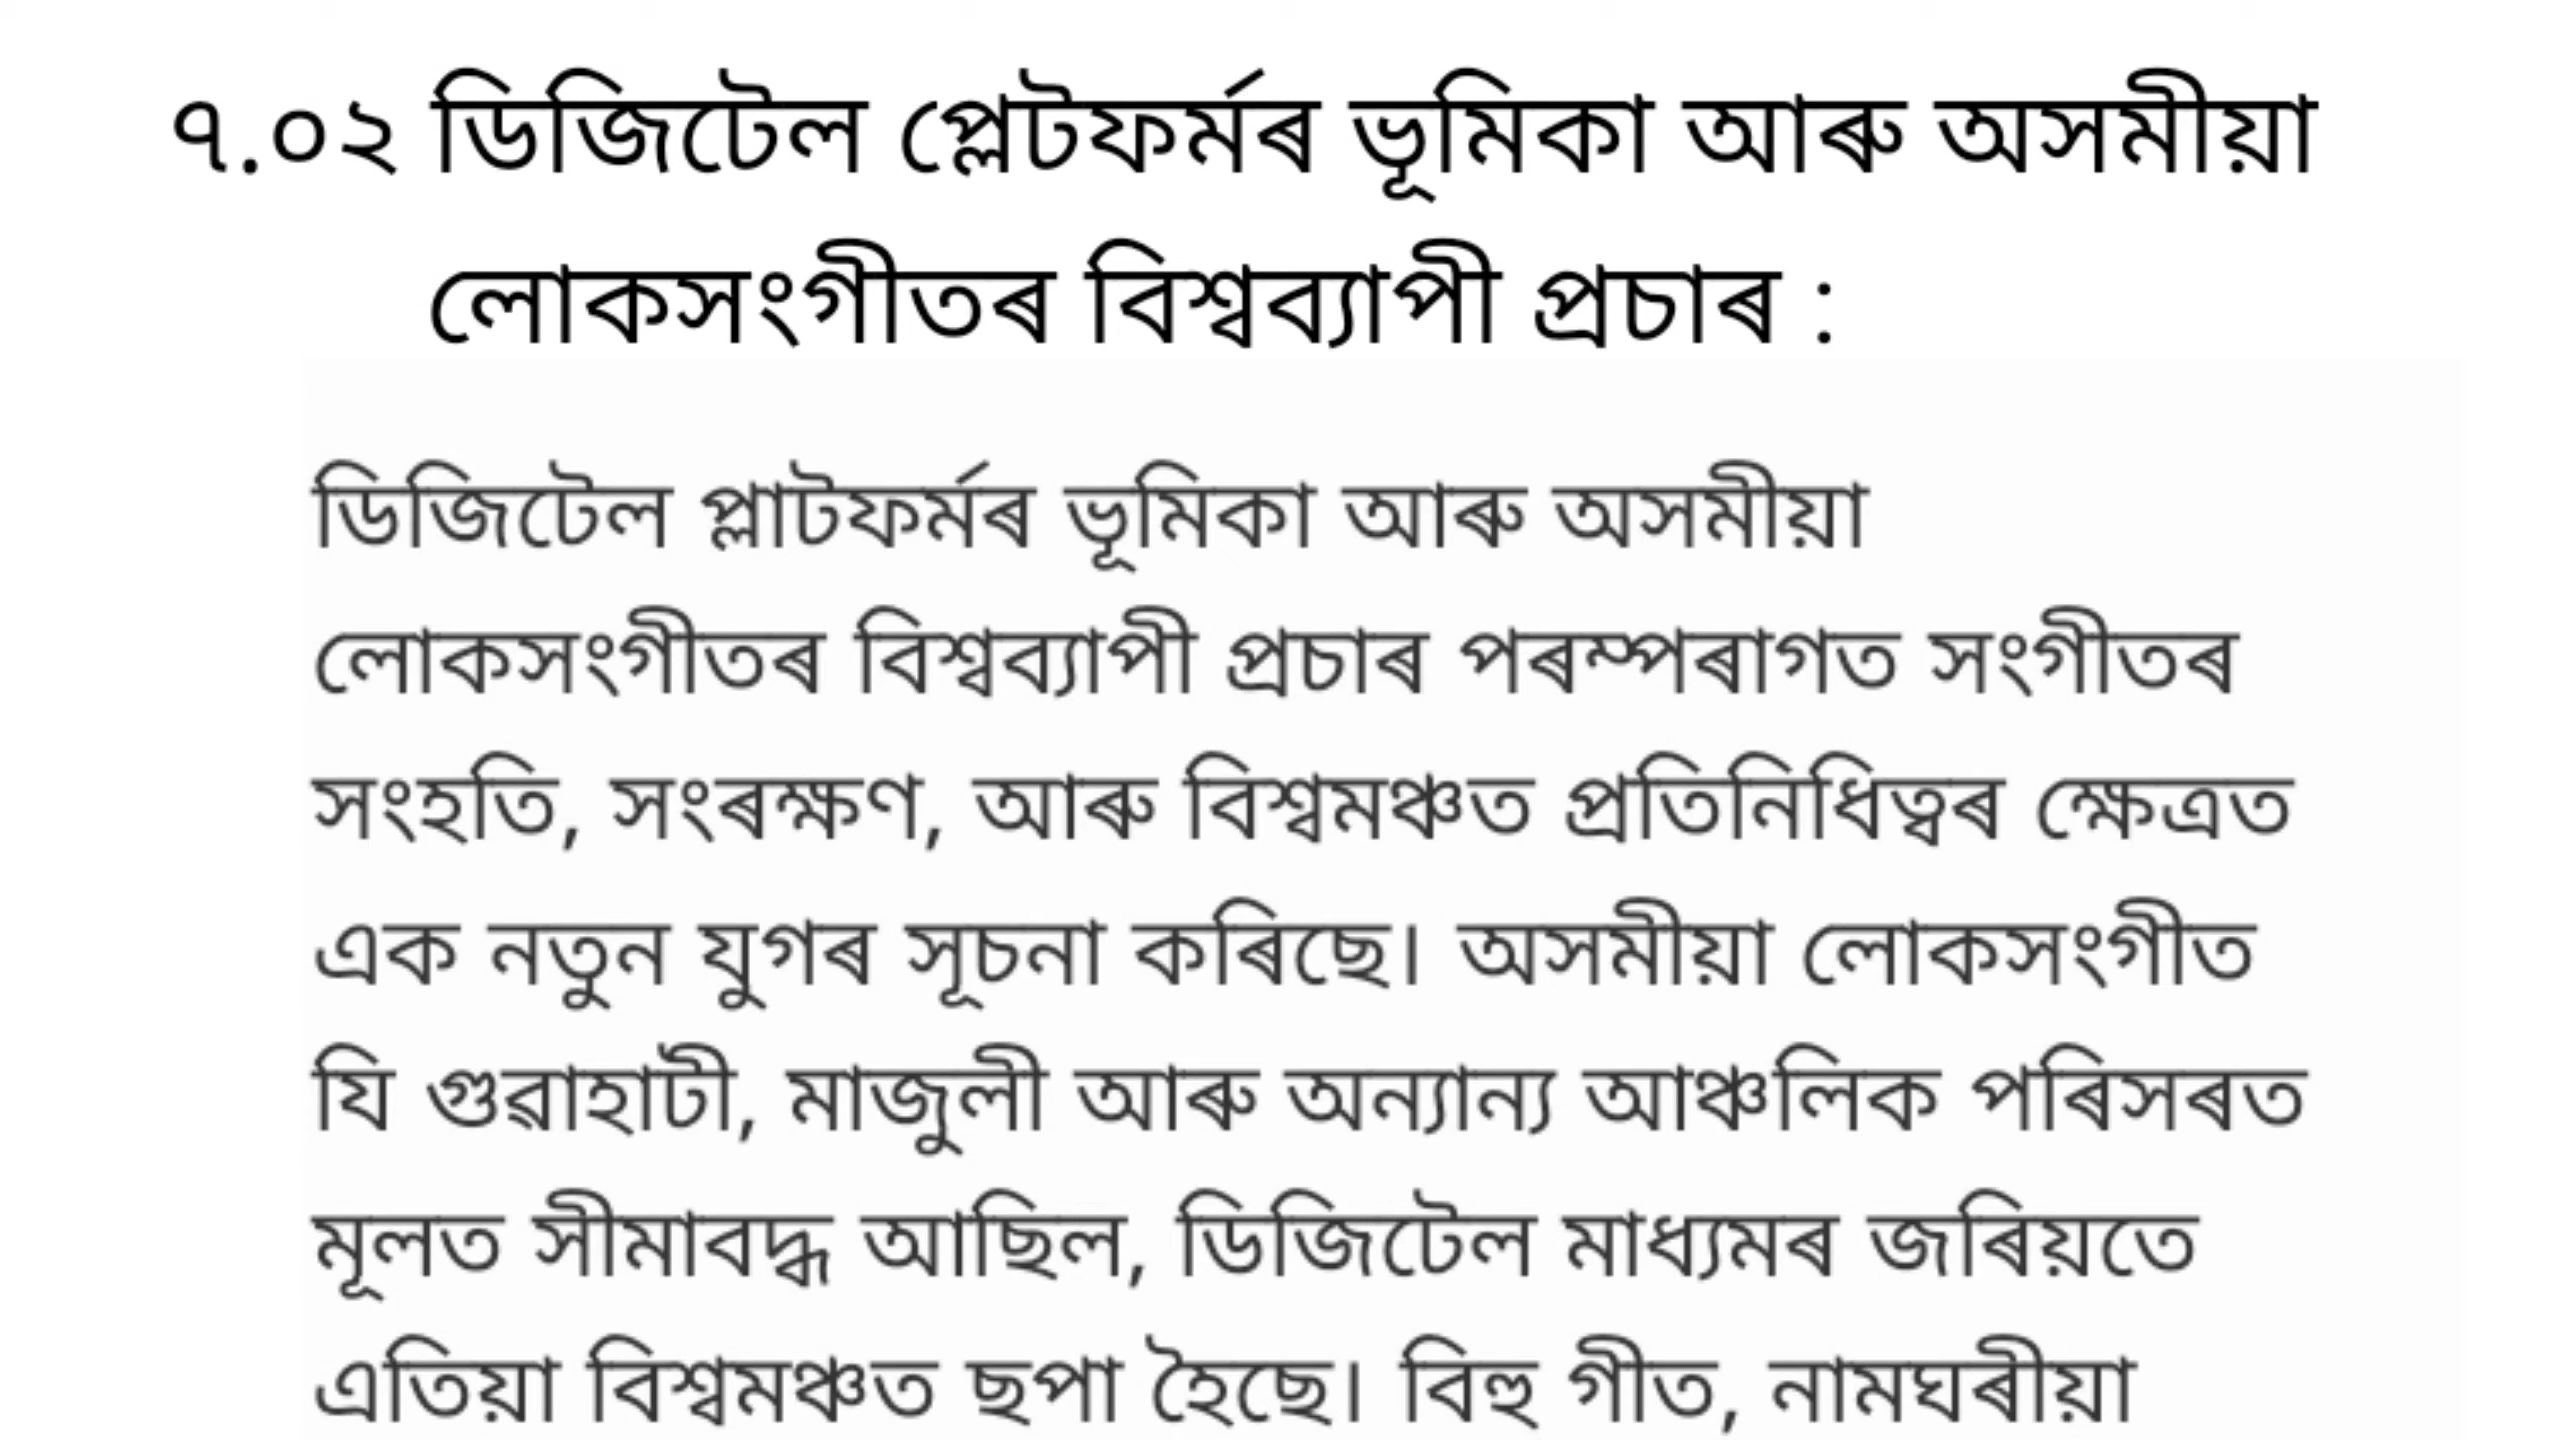 ৭.০২ ডিজিটেল প্লেটফৰ্মৰ ভূমিকা আৰু অসমীয়া
লোকসংগীতৰ বিশ্বব্যাপী প্ৰচাৰ :
ডিজিটেল প্লাটফৰ্মৰ ভূমিকা আৰু অসমীয়া
লোকসংগীতৰ বিশ্বব্যাপী প্ৰচাৰ পৰম্পৰাগত সংগীতৰ
সংহতি, সংৰক্ষণ, আৰু বিশ্বমঞ্চত প্ৰতিনিধিত্বৰ ক্ষেত্ৰত
এক নতুন যুগৰ সূচনা কৰিছে। অসমীয়া লোকসংগীত
যি গুৱাহাটী, মাজুলী আৰু অন্যান্য আঞ্চলিক পৰিসৰত
মূলত সীমাবদ্ধ আছিল, ডিজিটেল মাধ্যমৰ জৰিয়তে
এতিয়া বিশ্বমঞ্চত ছপা হৈছে। বিহু গীত, নামঘৰীয়া